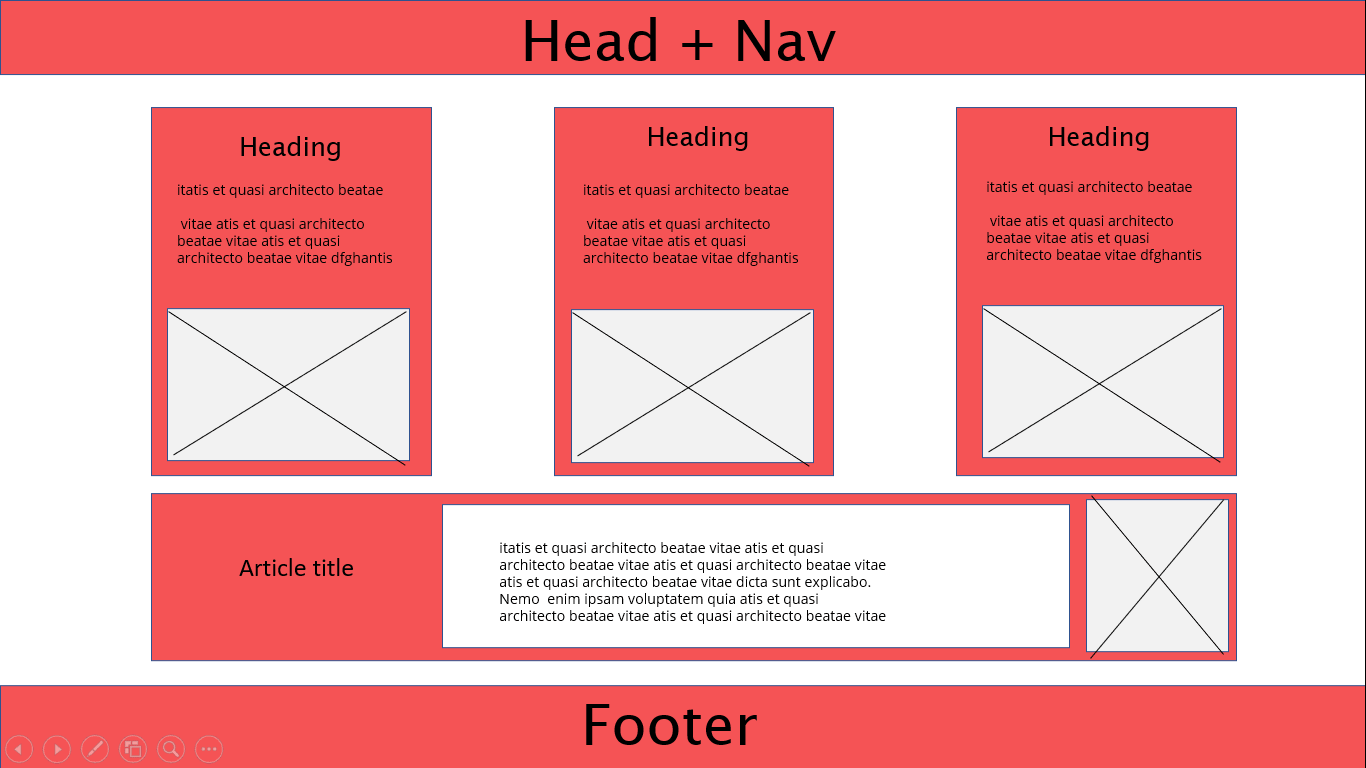 Head + Nav
Heading
itatis et quasi architecto beatae
vitae atis et quasi architecto
beatae vitae atis et quasi
architecto beatae vitae dfghantis
Heading
itatis et quasi architecto beatae
vitae atis et quasi architecto
beatae vitae atis et quasi
architecto beatae vitae dfghantis
Heading
itatis et quasi architecto beatae
vitae atis et quasi architecto
beatae vitae atis et quasi
architecto beatae vitae dfghantis
Article title
itatis et quasi architecto beatae vitae atis et quasi
architecto beatae vitae atis et quasi architecto beatae vitae
atis et quasi architecto beatae vitae dicta sunt explicabo.
Nemo  enim ipsam voluptatem quia atis et quasi
architecto beatae vitae atis et quasi architecto beatae vitae
Footer